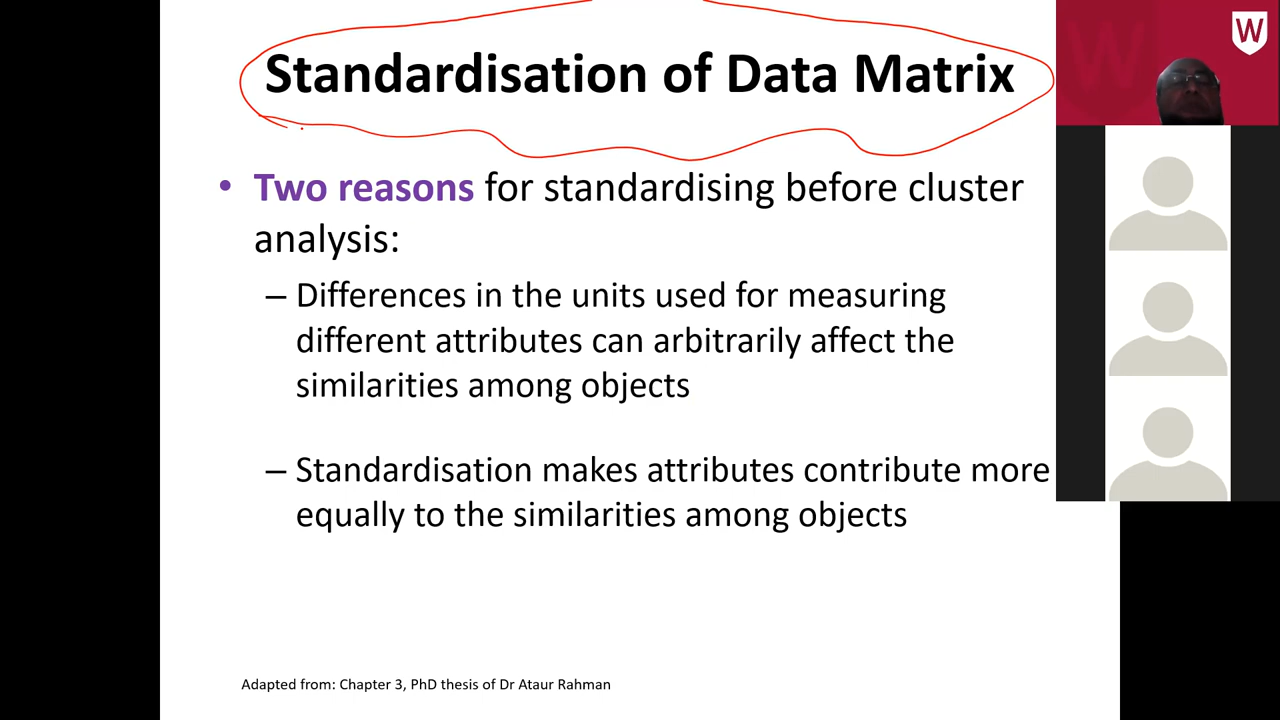 Standardisation of Data Matrix
W
W
• Two reasons for standardising before cluster
analysis:
– Differences in the units used for measuring
different attributes can arbitrarily affect the
similarities among objects
– Standardisation makes attributes contribute more
equally to the similarities among objects
Adapted from: Chapter 3, PhD thesis of Dr Ataur Rahman